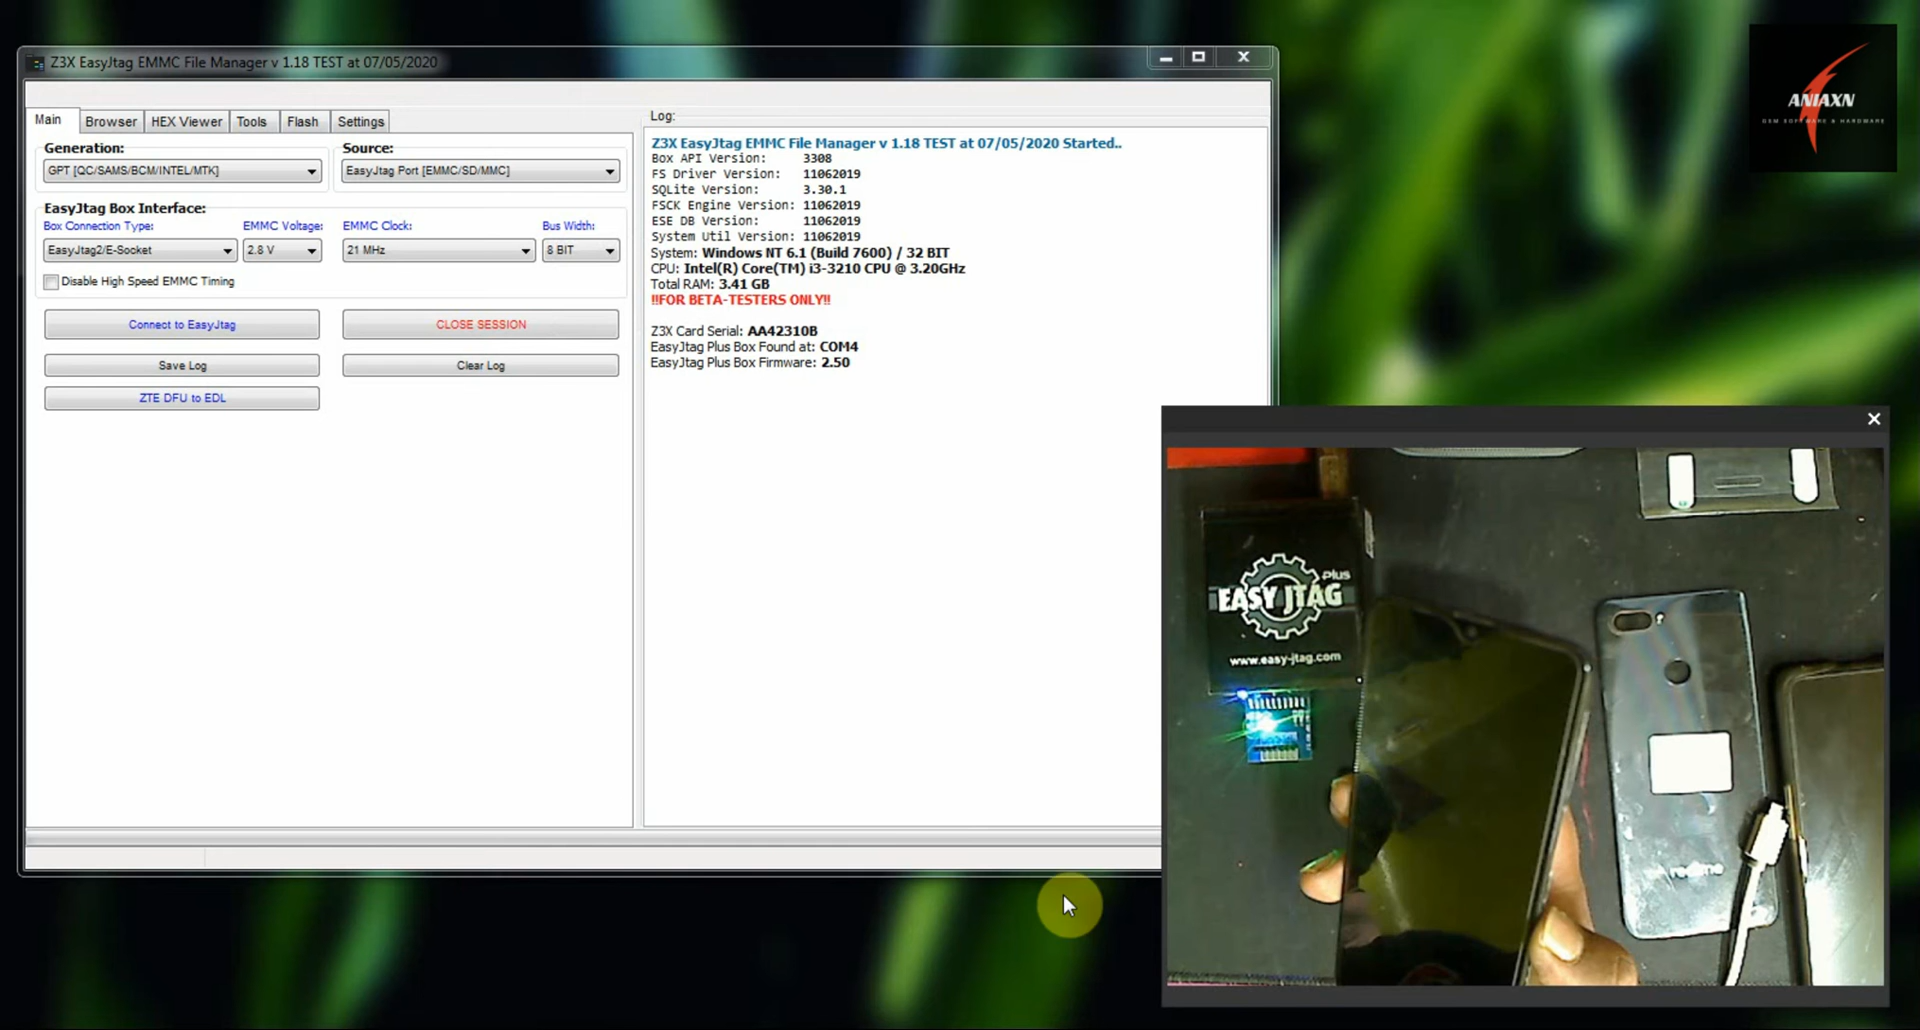 Z3X EasyJtag EMMC File Manager v 1.18 TEST at 07/05/2020
Main
Browser
HEX Viewer
Tools
Flash
Settings
Generation:
GPT [QC/SAMS/BCM/INTEL/MTK]
Source:
EasyJtag Port [EMMC/SD/MMC]
EasyJtag Box Interface:
Box Connection Type:
EMMC Voltage:
EMMC Clock:
Bus Width:
EasyJtag2/E-Socket
2.8 V
21 MHz
8 BIT
Disable High Speed EMMC Timing
Connect to EasyJtag
CLOSE SESSION
Save Log
Clear Log
ZTE DFU to EDL
Log:
Z3X EasyJtag EMMC File Manager v 1.18 TEST at 07/05/2020 Started..
Box API Version: 3308
FS Driver Version: 11062019
SQLite Version: 3.30.1
FSCK Engine Version: 11062019
ESE DB Version: 11062019
System Util Version: 11062019
System: Windows NT 6.1 (Build 7600) / 32 BIT
CPU: Intel(R) Core(TM) i3-3210 CPU @ 3.20GHz
Total RAM: 3.41 GB
!!FOR BETA-TESTERS ONLY!!
Z3X Card Serial: AA42310B
EasyJtag Plus Box Found at: COM4
EasyJtag Plus Box Firmware: 2.50
ANIAXN
GSM SOFTWARE & HARDWARE
plus
EASY JTAG
www.easy-jtag.com
realme